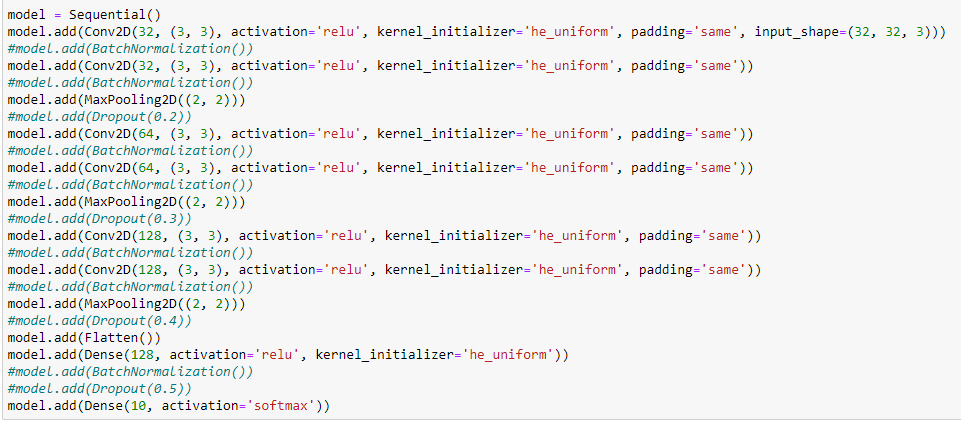 model = Sequential()
model.add(Conv2D(32, (3, 3), activation='relu', kernel_initializer='he_uniform', padding='same', input_shape=(32, 32, 3)))
#model.add(BatchNormalization())
model.add(Conv2D(32, (3, 3), activation='relu', kernel_initializer='he_uniform', padding='same'))
#model.add(BatchNormalization())
model.add(MaxPooling2D((2, 2)))
#model.add(Dropout(0.2))
model.add(Conv2D(64, (3, 3), activation='relu', kernel_initializer='he_uniform', padding='same'))
#model.add(BatchNormalization())
model.add(Conv2D(64, (3, 3), activation='relu', kernel_initializer='he_uniform', padding='same'))
#model.add(BatchNormalization())
model.add(MaxPooling2D((2, 2)))
#model.add(Dropout(0.3))
model.add(Conv2D(128, (3, 3), activation='relu', kernel_initializer='he_uniform', padding='same'))
#model.add(BatchNormalization())
model.add(Conv2D(128, (3, 3), activation='relu', kernel_initializer='he_uniform', padding='same'))
#model.add(BatchNormalization())
model.add(MaxPooling2D((2, 2)))
#model.add(Dropout(0.4))
model.add(Flatten())
model.add(Dense(128, activation='relu', kernel_initializer='he_uniform'))
#model.add(BatchNormalization())
#model.add(Dropout(0.5))
model.add(Dense(10, activation='softmax'))